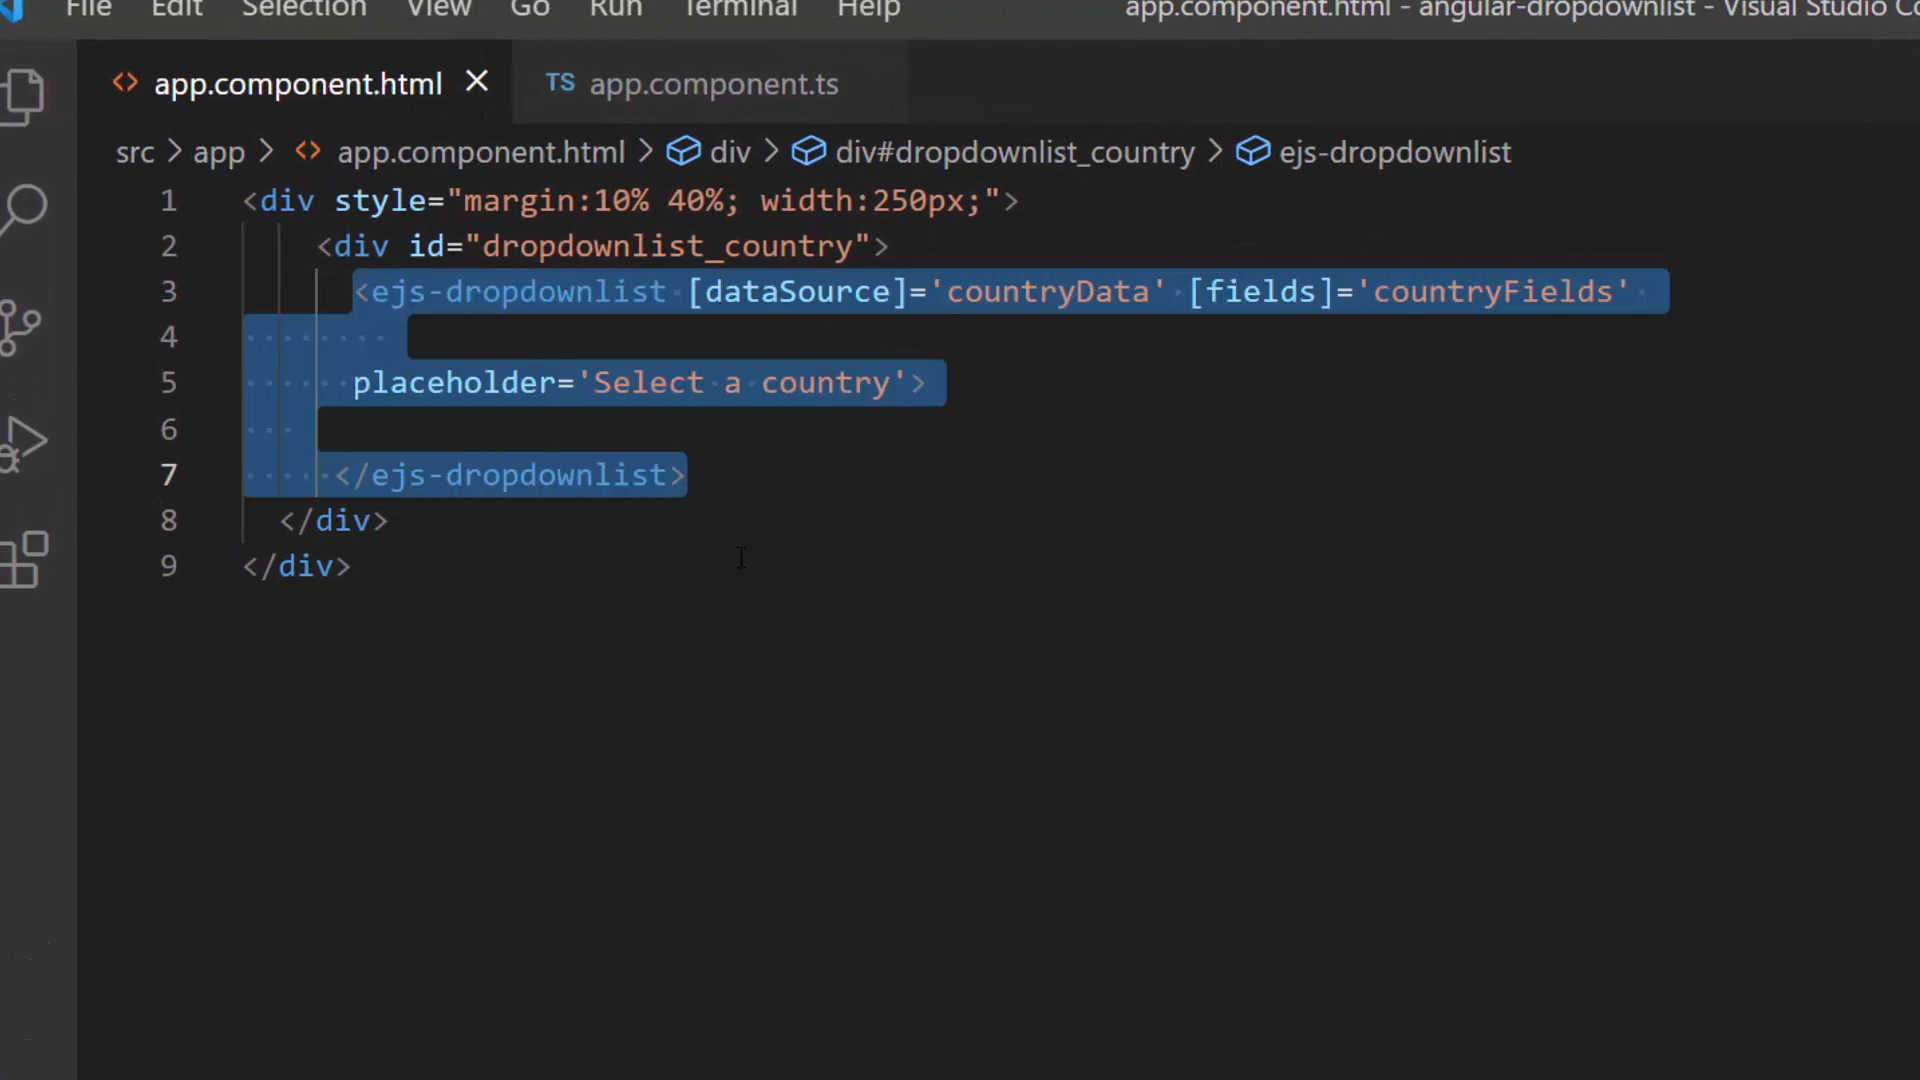 File Edit Selection View Go Run Terminal Help app.component.html - angular-dropdownlist - Visual Studio
app.component.html TS app.component.ts
src > app > app.component.html > div > div#dropdownlist_country > ejs-dropdownlist
1 <div style="margin:10% 40%; width:250px;">
2 <div id="dropdownlist_country">
3 <ejs-dropdownlist [dataSource]='countryData' [fields]='countryFields'
4
5 placeholder='Select a country'>
6
7 </ejs-dropdownlist>
8 </div>
9 </div>